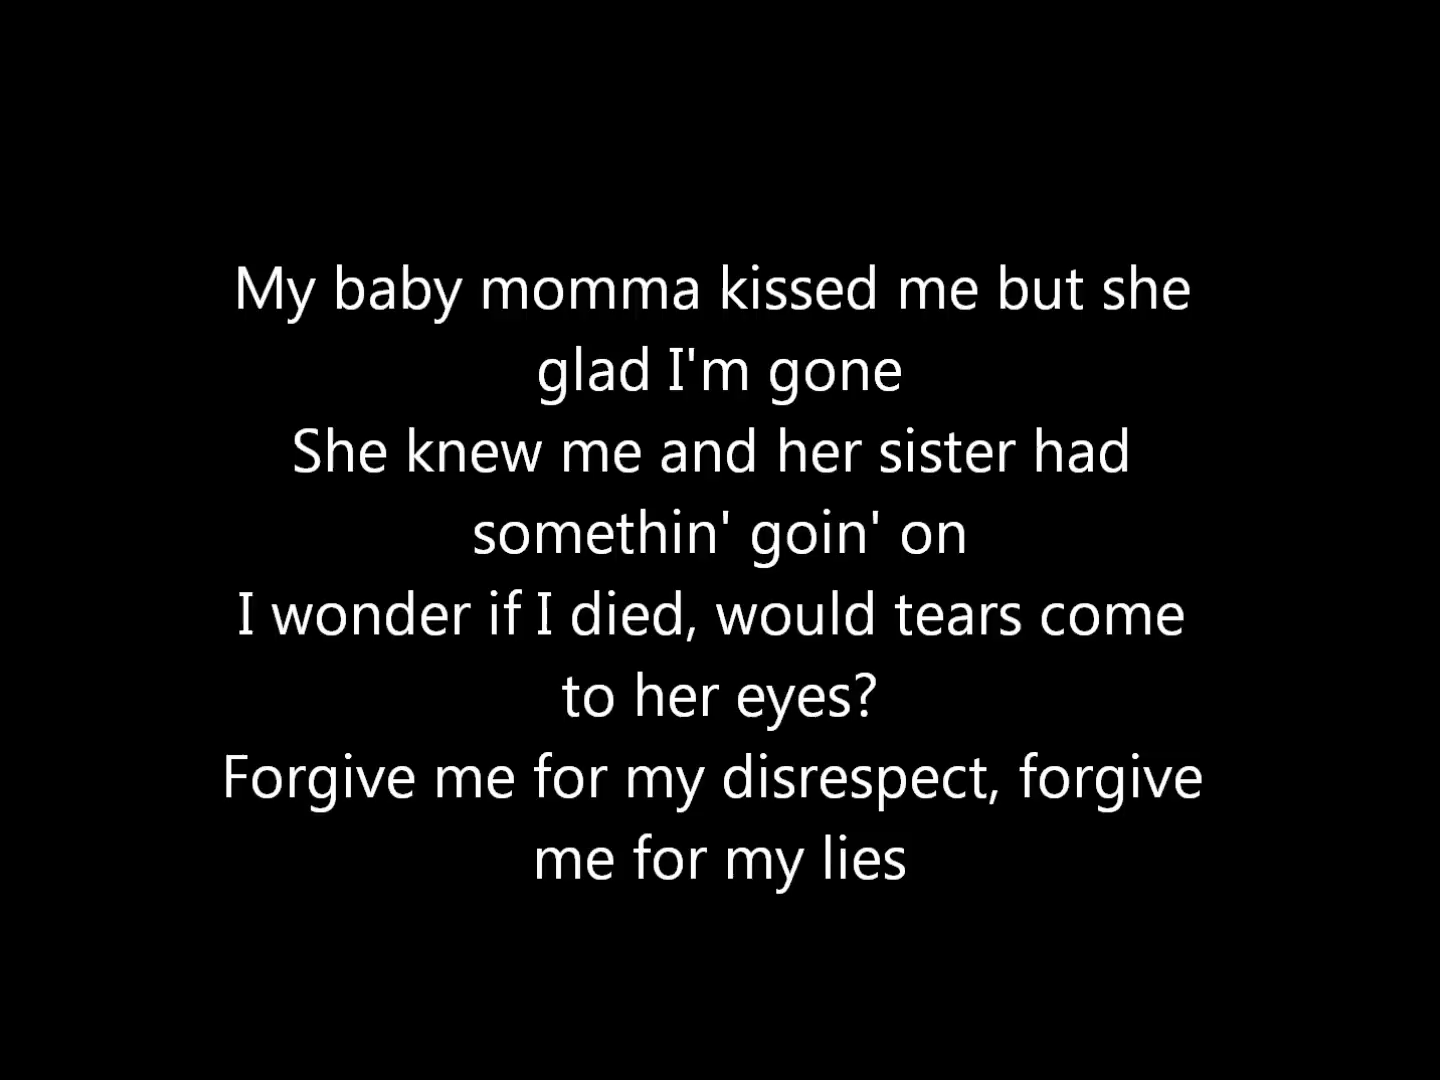 My baby momma kissed me but she
glad I'm gone
She knew me and her sister had
somethin' goin' on
I wonder if I died, would tears come
to her eyes?
Forgive me for my disrespect, forgive
me for my lies